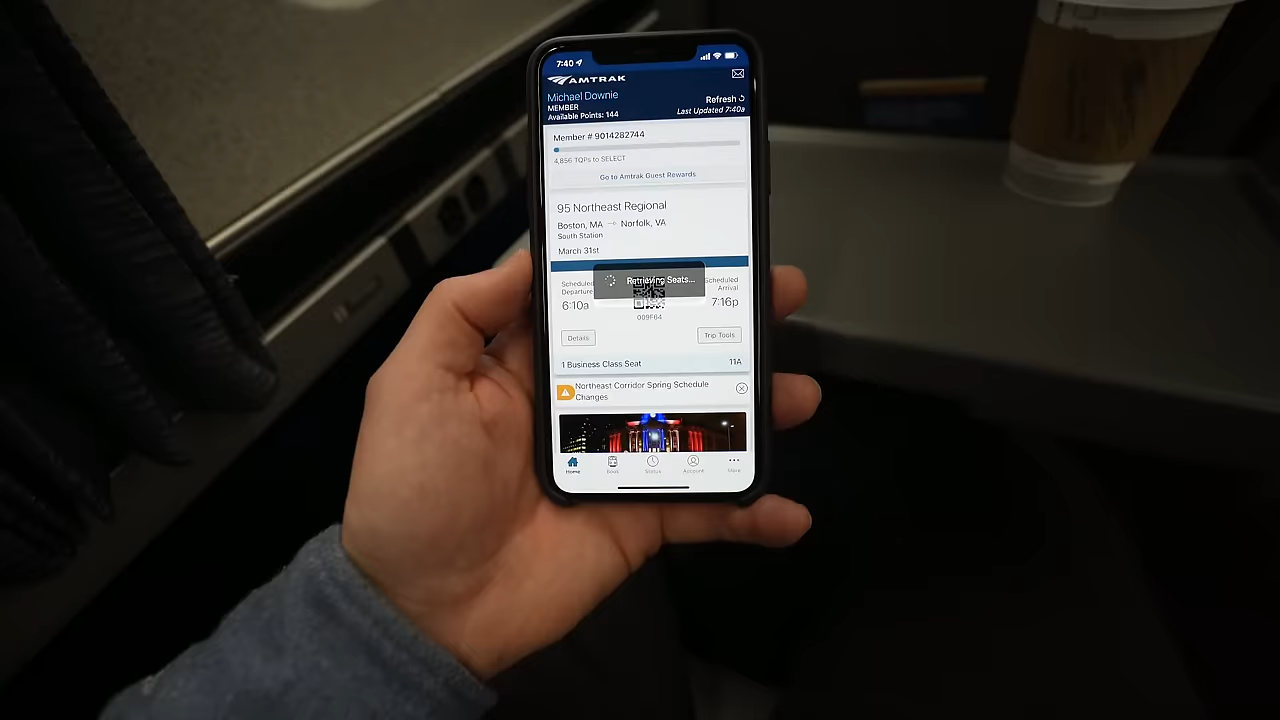 7:40
AMTRAK
Michael Downie
MEMBER
Available Points: 144
Refresh
Last Updated 7:40a
Member # 9014282744
4,856 TQPs to SELECT
Go to Amtrak Guest Rewards
95 Northeast Regional
Boston, MA → Norfolk, VA
South Station
March 31st
Retrieving Seats...
Scheduled
Departure
6:10a
Scheduled
Arrival
7:16p
009F64
Details
Trip Tools
1 Business Class Seat 11A
Northeast Corridor Spring Schedule
Changes
Home Book Status Account More